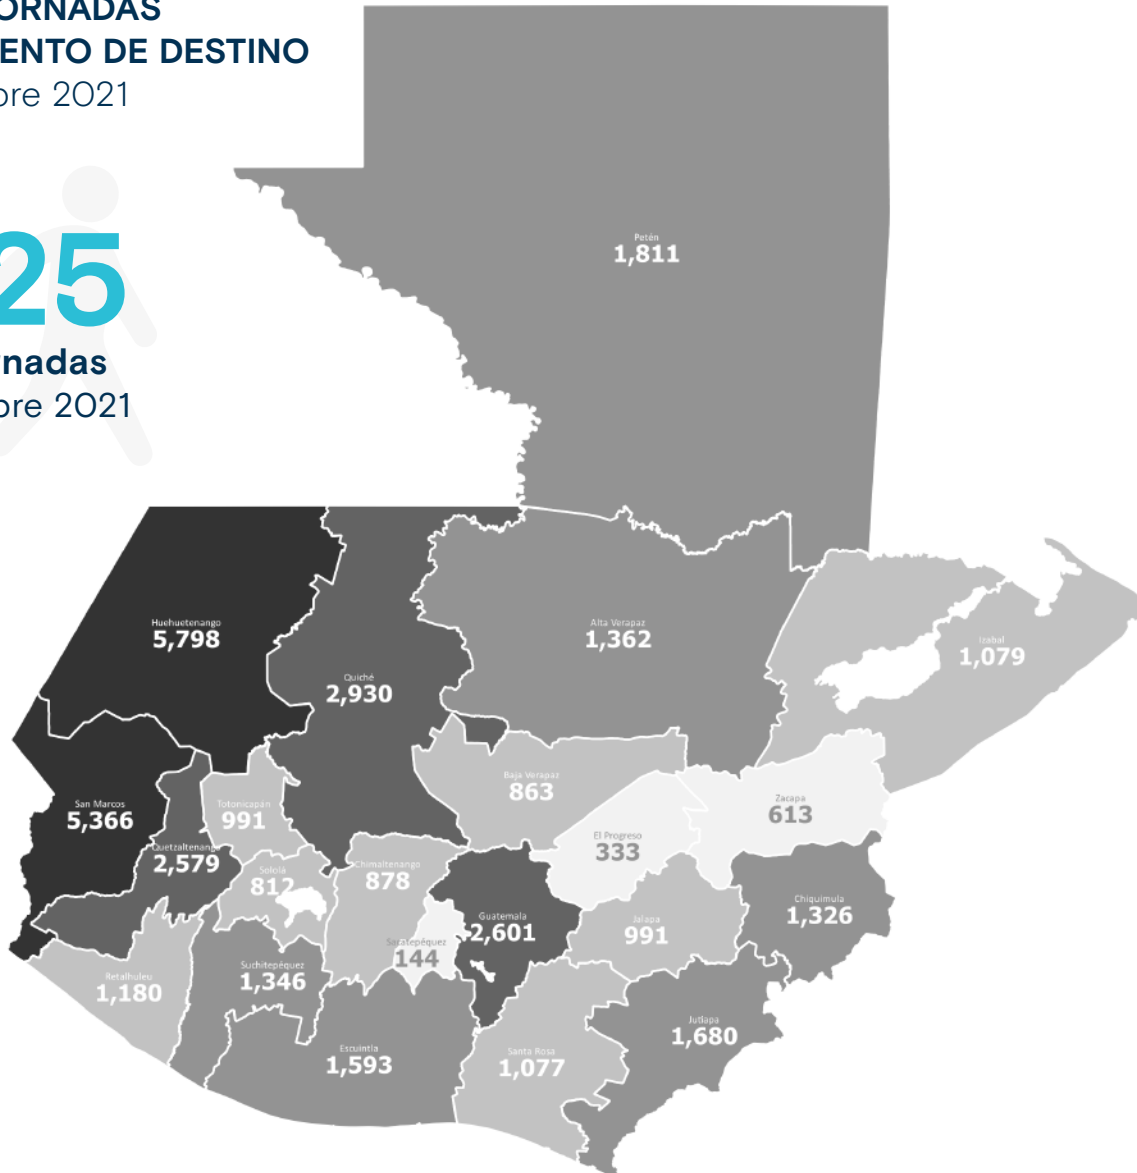 ORNADAS
ENTO DE DESTINO
bre 2021
25
rnadas
bre 2021
Petén
1,811
Huehuetenango
5,798
Quiché
2,930
Alta Verapaz
1,362
Izabal
1,079
San Marcos
5,366
Totonicapán
991
Quetzaltenango
2,579
Baja Verapaz
863
Zacapa
613
El Progreso
333
Sololá
812
Chimaltenango
878
Guatemala
2,601
Sacatepéquez
144
Jalapa
991
Chiquimula
1,326
Retalhuleu
1,180
Suchitepéquez
1,346
Escuintla
1,593
Santa Rosa
1,077
Jutiapa
1,680